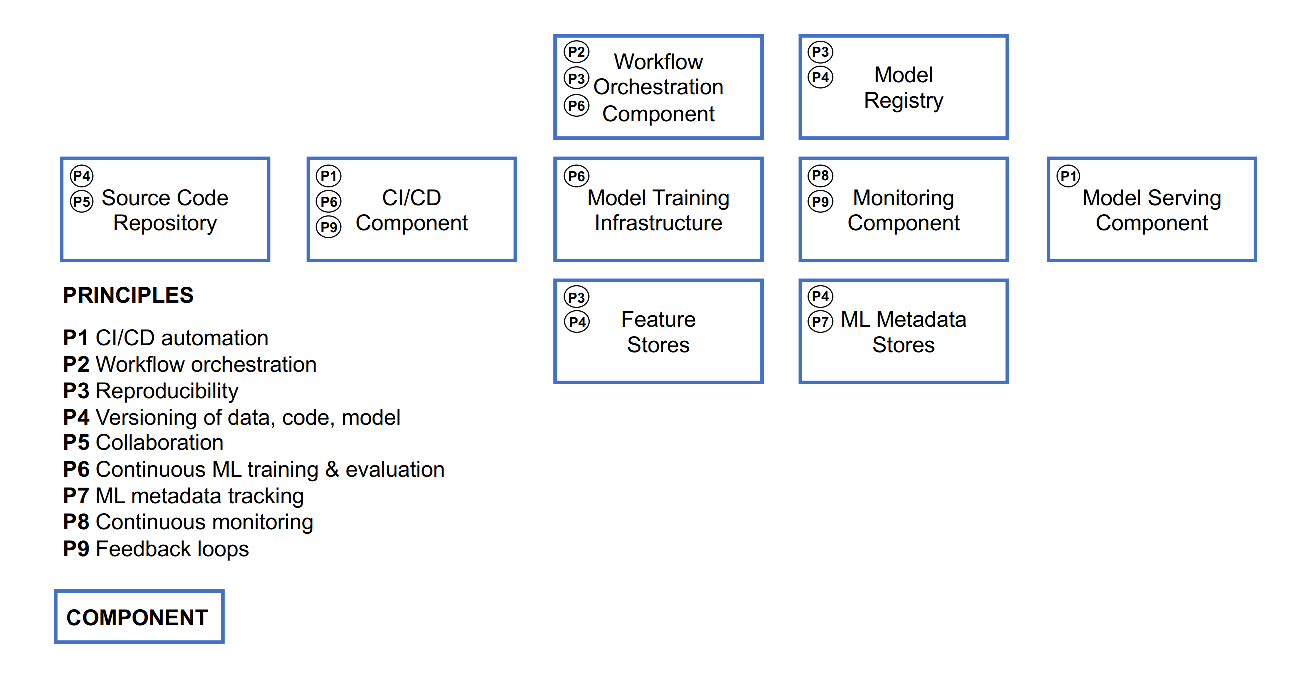 P2
P3
P6
Workflow
Orchestration
Component
P3
P4
Model
Registry
P4
P5
Source Code
Repository
P1
P6
P9
CI/CD
Component
P6
Model Training
Infrastructure
P8
P9
Monitoring
Component
P1
Model Serving
Component
P3
P4
Feature
Stores
P4
P7
ML Metadata
Stores
PRINCIPLES
P1 CI/CD automation
P2 Workflow orchestration
P3 Reproducibility
P4 Versioning of data, code, model
P5 Collaboration
P6 Continuous ML training & evaluation
P7 ML metadata tracking
P8 Continuous monitoring
P9 Feedback loops
COMPONENT